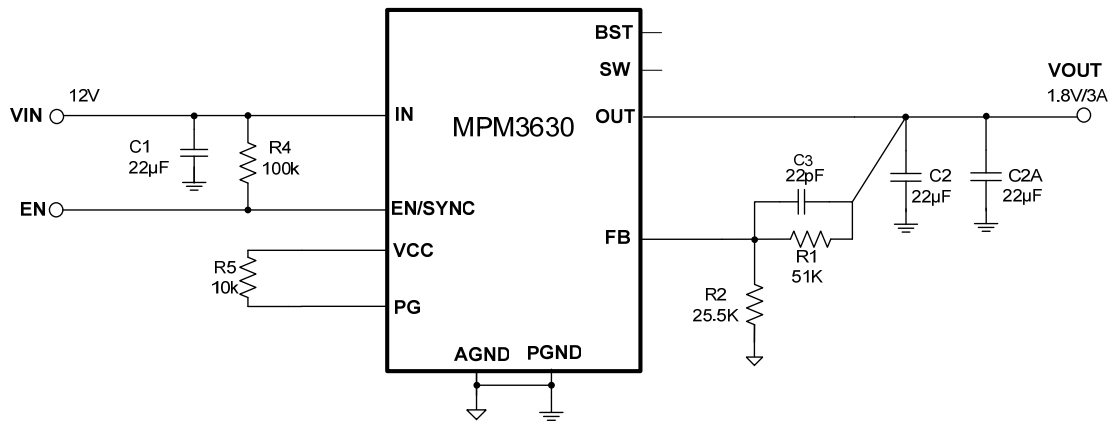 BST
SW
VOUT
1.8V/3A
12V
VIN
IN
OUT
MPM3630
C1
22µF
R4
100k
C3
22pF
C2
22µF
C2A
22µF
EN
EN/SYNC
FB
VCC
R1
51K
R5
10k
R2
25.5K
PG
AGND
PGND